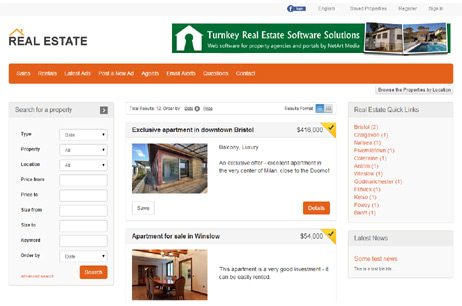 English Saved Properties Register Sign in
REAL ESTATE
Turnkey Real Estate Software Solutions
Web software for property agencies and portals by NetArt Media
Sales Rentals Latest Ads Post a New Ad Agents Email Alerts Questions Contact
Browse the Properties by Location
Search for a property
Type Sale
Property All
Location All
Price from
Price to
Size from
Size to
Keyword
Order by Date
Advanced search
Search
Total Results: 12, Order by: Date Price
Results Format:
Exclusive apartment in downtown Bristol $416,000
Balcony, Luxury
An exclusive offer - excellent apartment in
the very center of Milan, close to the Duomo!
Save
Details
Apartment for sale in Winslow $54,000
This apartment is a very good investment - it
can be easily rented.
Real Estate Quick Links
Bristol (2)
Craigavon (1)
Nailsea (1)
Fivemiletown (1)
Coleraine (1)
Antrim (1)
Winslow (1)
Godmanchester (1)
Flitwick (1)
Kelso (1)
Fowey (1)
Banff (1)
Latest News
Some test news
This is a test link title